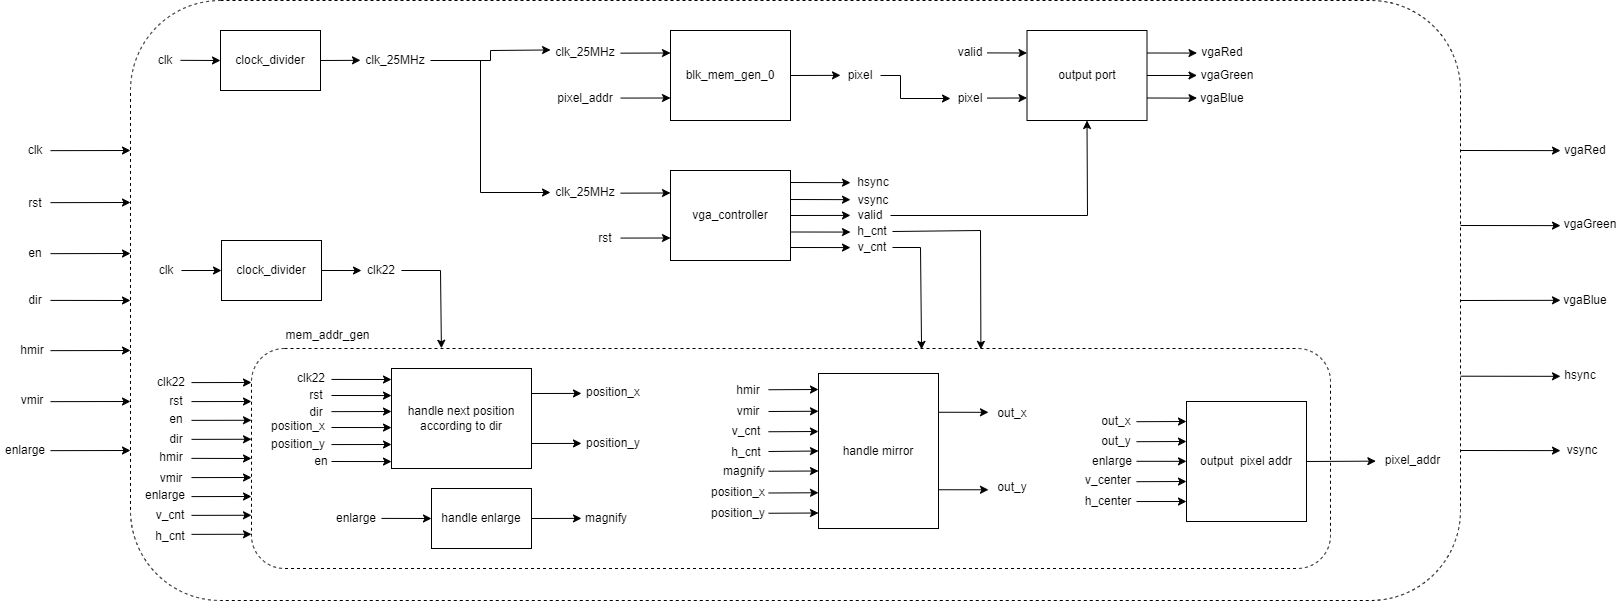 clk
rst
en
dir
hmir
vmir
enlarge
clk
clock_divider
clk_25MHz
clk_25MHz
pixel_addr
blk_mem_gen_0
pixel
valid
pixel
output port
vgaRed
vgaGreen
vgaBlue
clk_25MHz
rst
vga_controller
hsync
vsync
valid
h_cnt
v_cnt
clk
clock_divider
clk22
mem_addr_gen
clk22
rst
en
dir
hmir
vmir
enlarge
v_cnt
h_cnt
clk22
rst
dir
position_x
position_y
en
handle next position
according to dir
position_x
position_y
enlarge
handle enlarge
magnify
hmir
vmir
v_cnt
h_cnt
magnify
position_x
position_y
handle mirror
out_x
out_y
out_x
out_y
enlarge
v_center
h_center
output pixel addr
pixel_addr
vgaRed
vgaGreen
vgaBlue
hsync
vsync